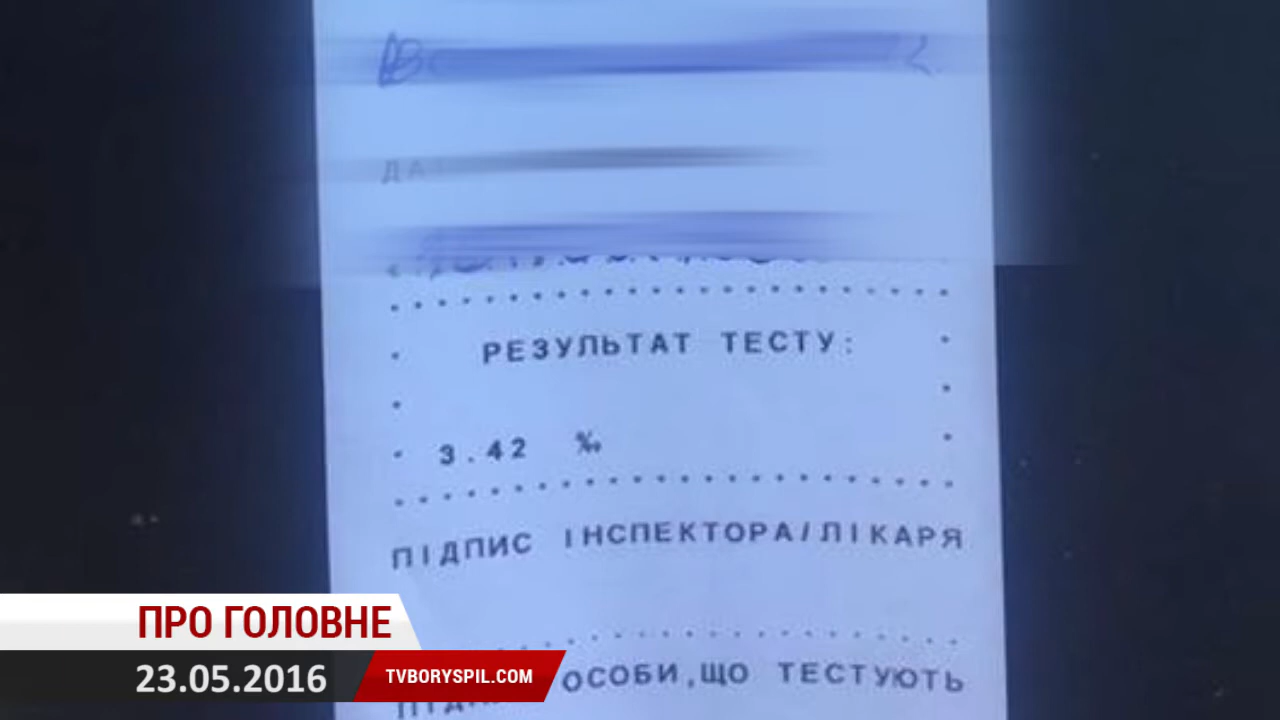 РЕЗУЛЬТАТ ТЕСТУ:
3.42 ‰
ПІДПИС ІНСПЕКТОРА/ЛІКАРЯ
ОСОБИ,ЩО ТЕСТУЮТЬ
ПРО ГОЛОВНЕ
23.05.2016
TVBORYSPIL.COM